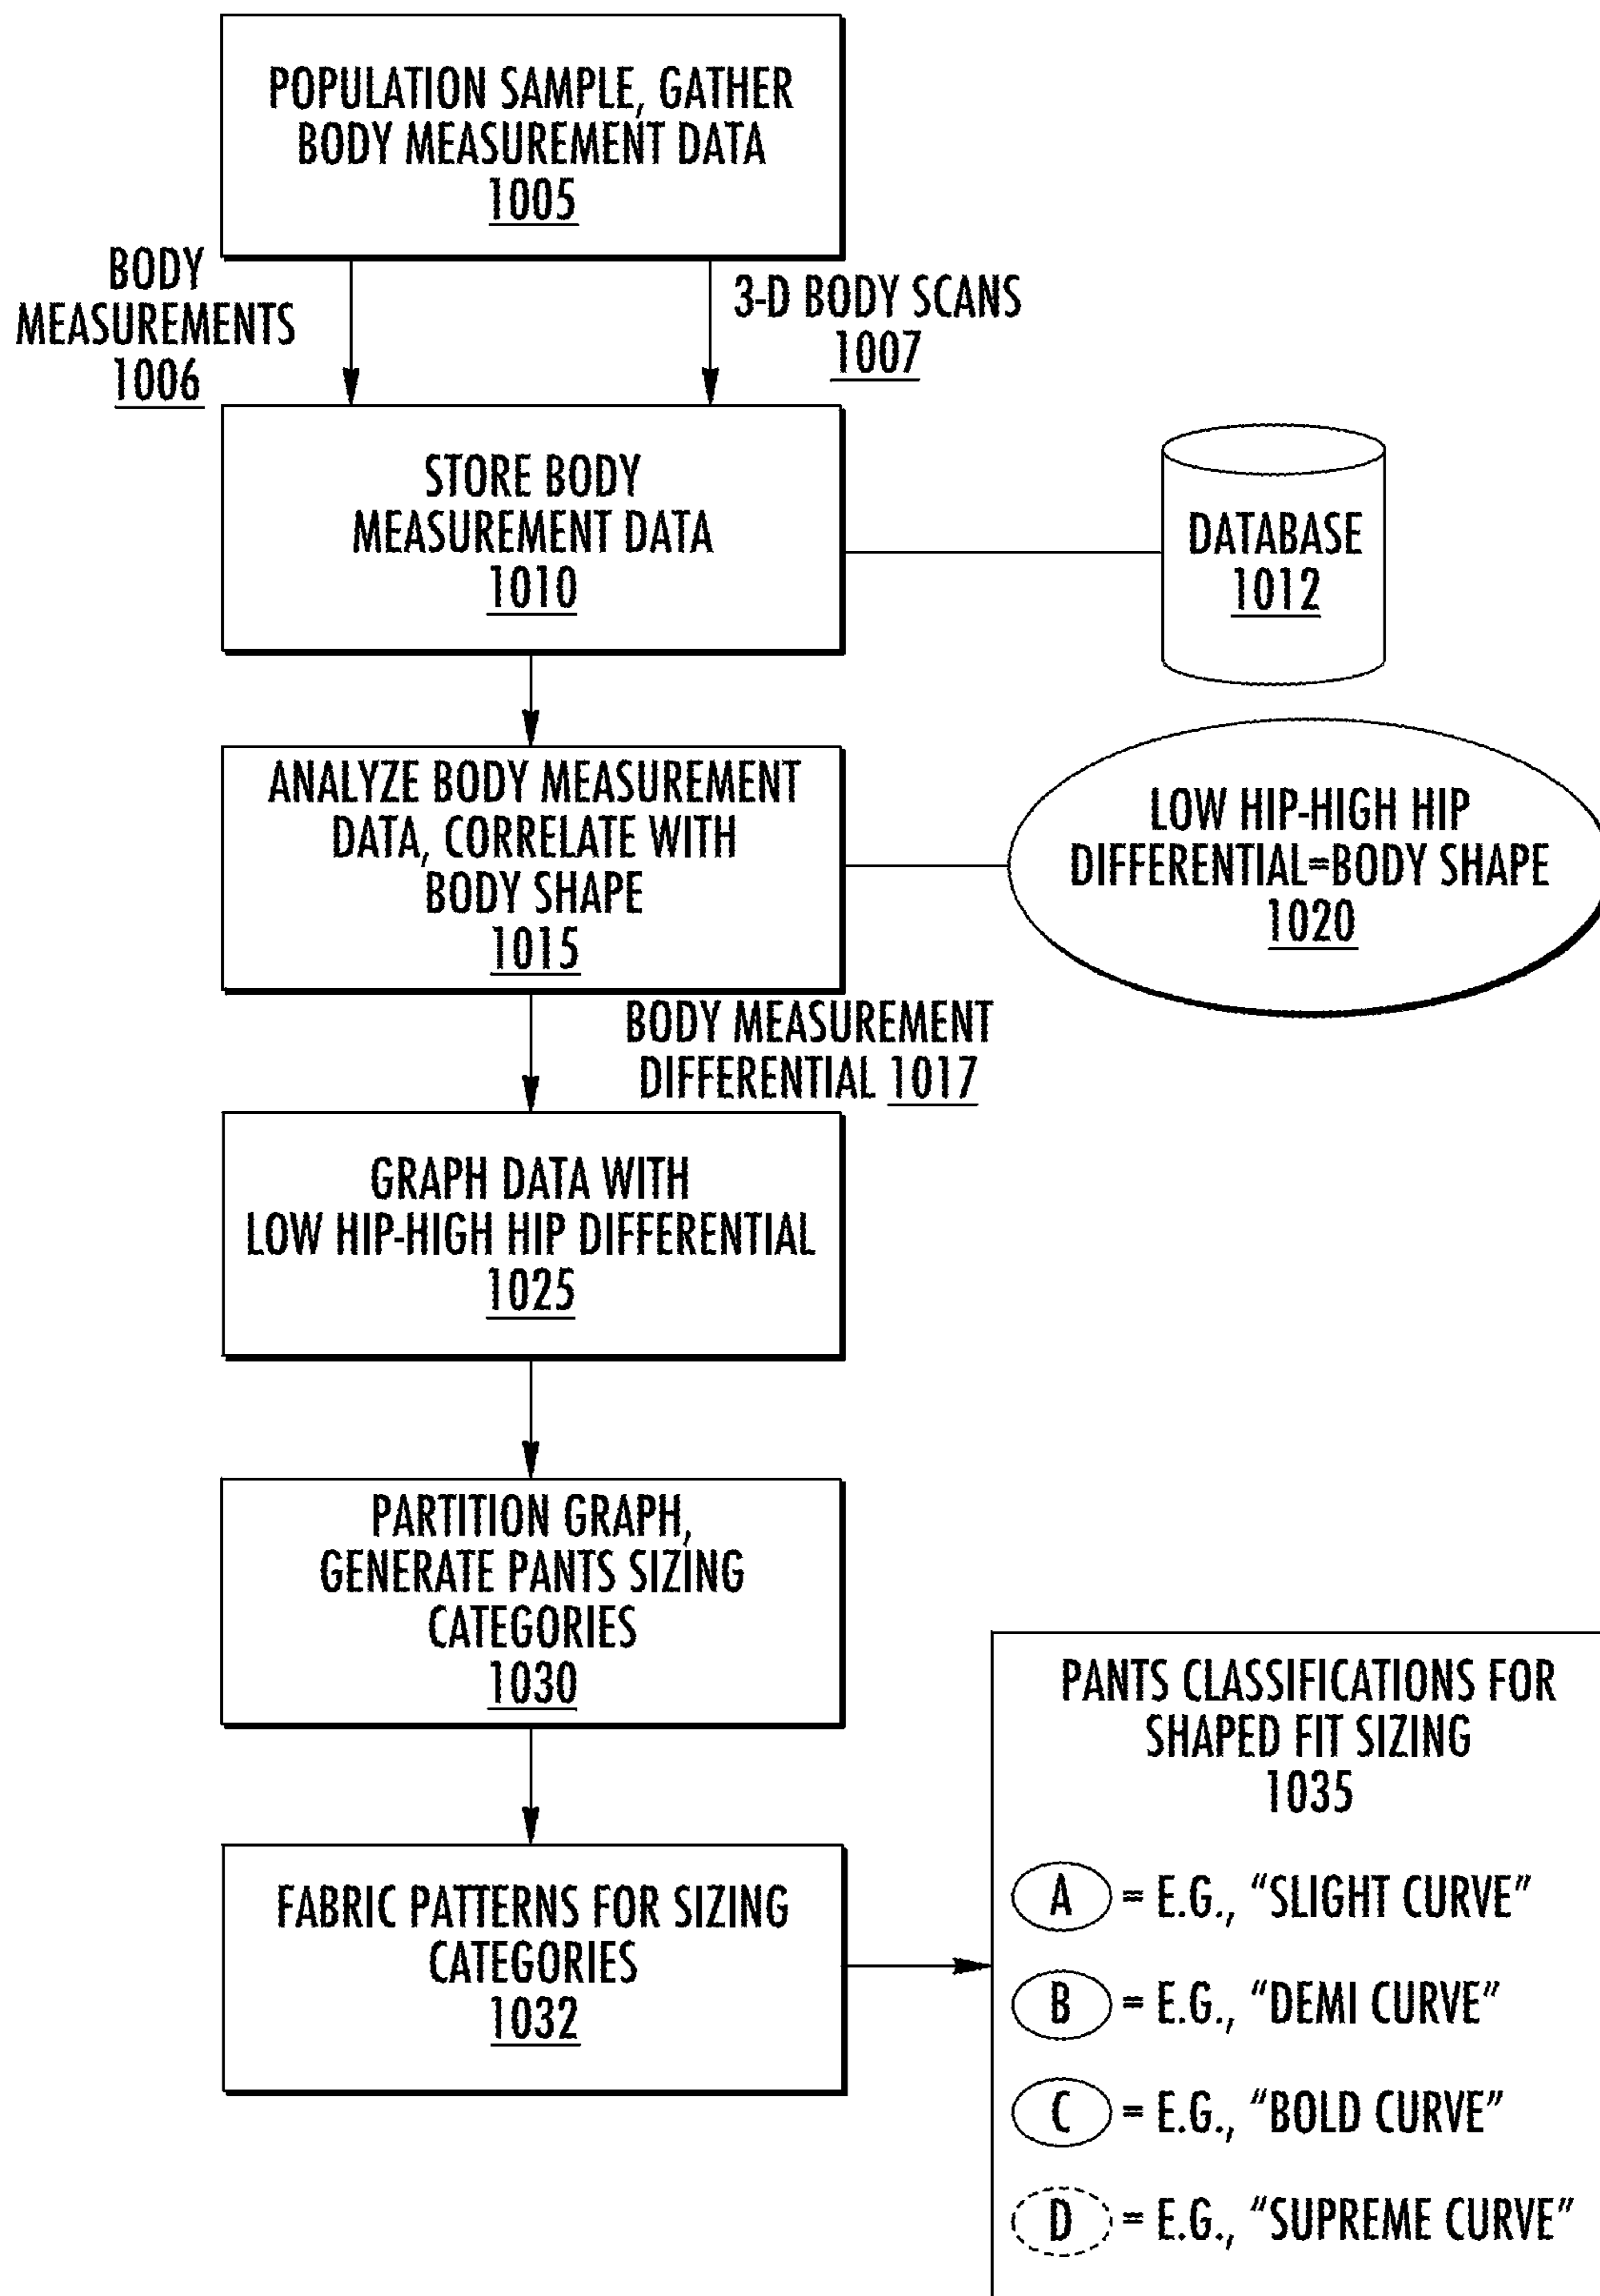 POPULATION SAMPLE, GATHER
BODY MEASUREMENT DATA
1005
BODY
MEASUREMENTS
1006
3-D BODY SCANS
1007
STORE BODY
MEASUREMENT DATA
1010
DATABASE
1012
ANALYZE BODY MEASUREMENT
DATA, CORRELATE WITH
BODY SHAPE
1015
LOW HIP-HIGH HIP
DIFFERENTIAL=BODY SHAPE
1020
BODY MEASUREMENT
DIFFERENTIAL 1017
GRAPH DATA WITH
LOW HIP-HIGH HIP DIFFERENTIAL
1025
PARTITION GRAPH,
GENERATE PANTS SIZING
CATEGORIES
1030
FABRIC PATTERNS FOR SIZING
CATEGORIES
1032
PANTS CLASSIFICATIONS FOR
SHAPED FIT SIZING
1035
A = E.G., “SLIGHT CURVE”
B = E.G., “DEMI CURVE”
C = E.G., “BOLD CURVE”
D = E.G., “SUPREME CURVE”